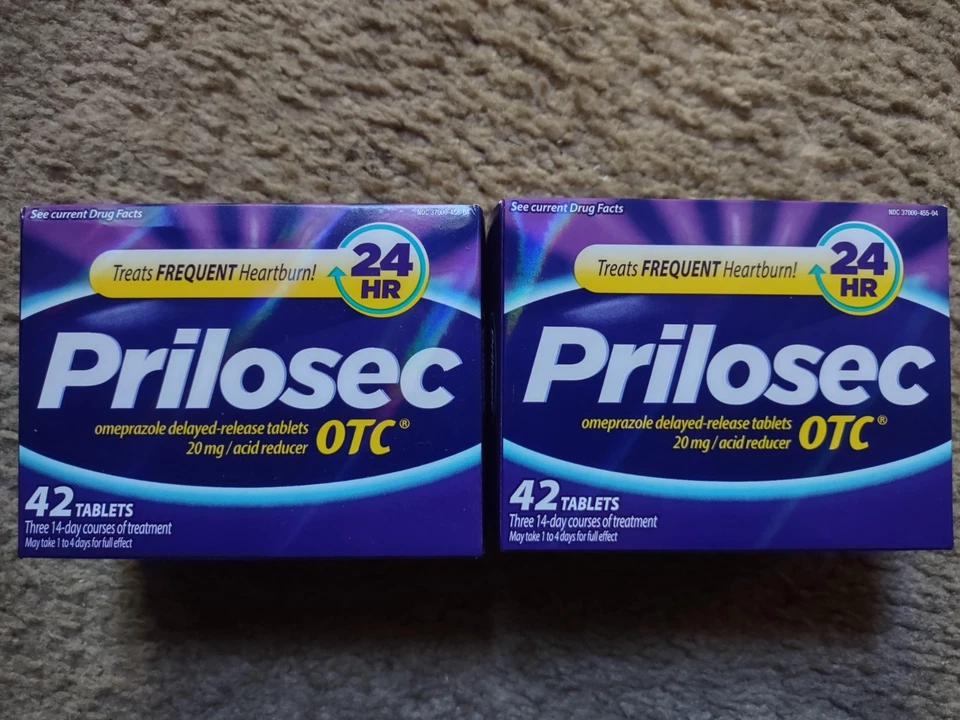 See current Drug Facts
NDC 37000-455-04
Treats FREQUENT Heartburn!
24
HR
Prilosec
omeprazole delayed-release tablets
20 mg / acid reducer
OTC®
42 TABLETS
Three 14-day courses of treatment
May take 1 to 4 days for full effect
See current Drug Facts
NDC 37000-455-04
Treats FREQUENT Heartburn!
24
HR
Prilosec
omeprazole delayed-release tablets
20 mg / acid reducer
OTC®
42 TABLETS
Three 14-day courses of treatment
May take 1 to 4 days for full effect